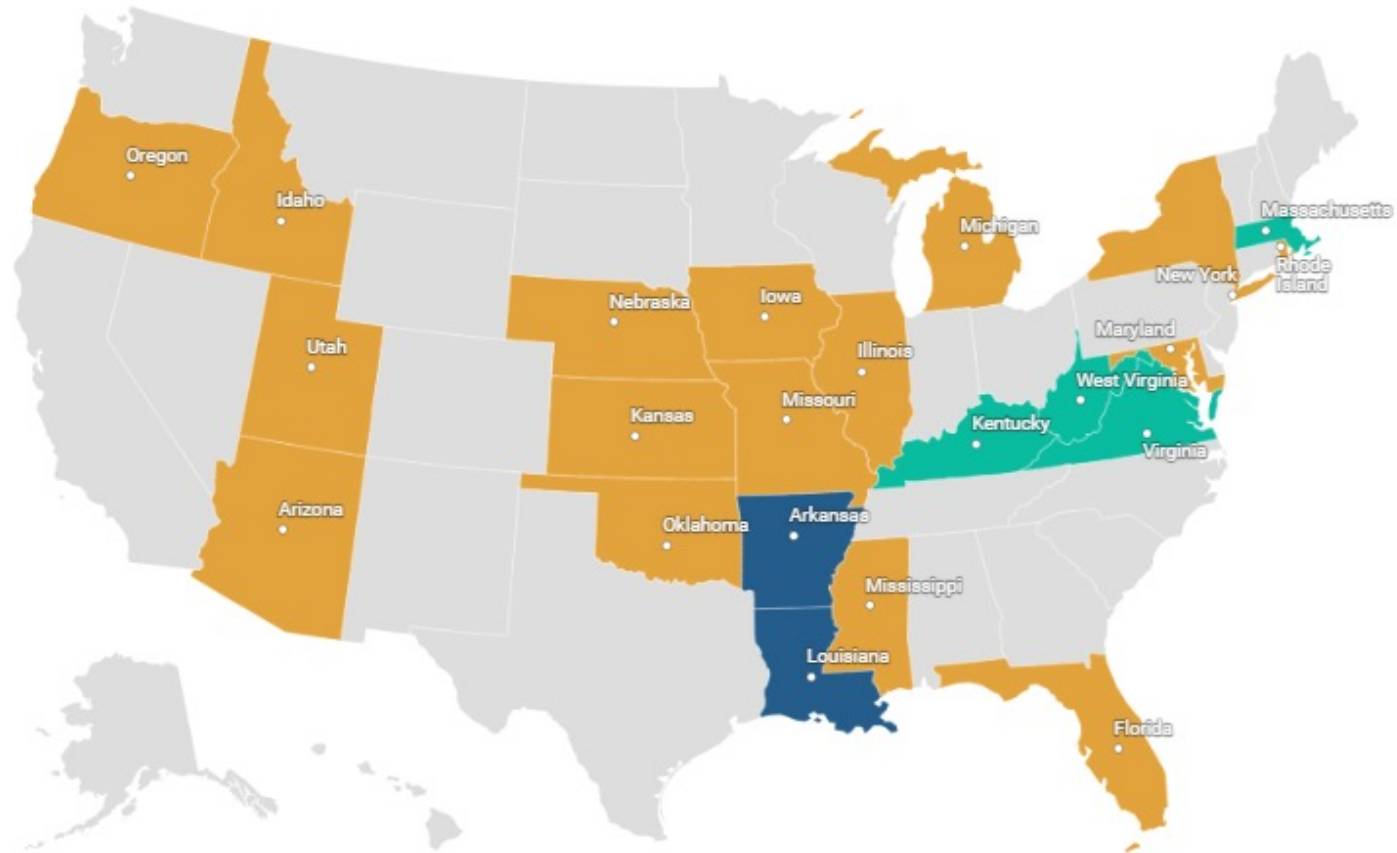 Oregon
Idaho
Massachusetts
Michigan
Rhode
Island
New York
Nebraska
Iowa
Maryland
Utah
Illinois
West Virginia
Missouri
Kansas
Kentucky
Virginia
Arizona
Arkansas
Oklahoma
Mississippi
Louisiana
Florida